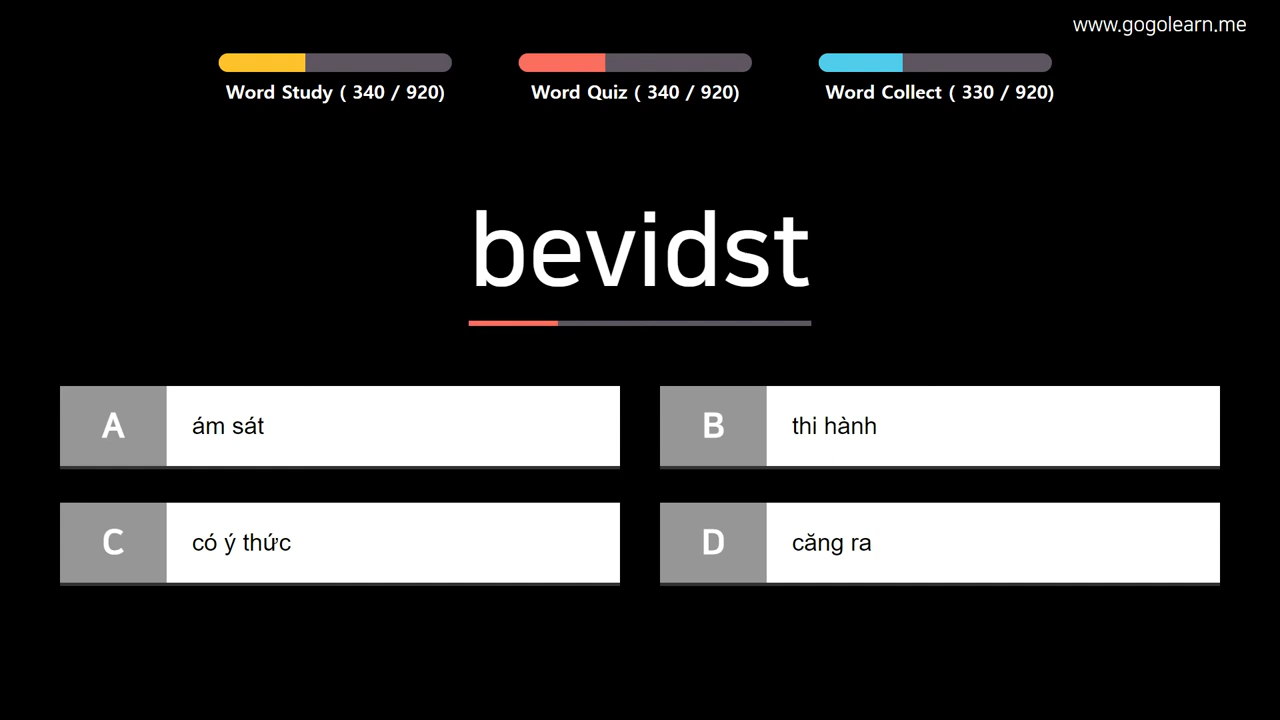 www.gogolearn.me
Word Study ( 340 / 920)
Word Quiz ( 340 / 920)
Word Collect ( 330 / 920)
bevidst
A
ám sát
B
thi hành
C
có ý thức
D
căng ra